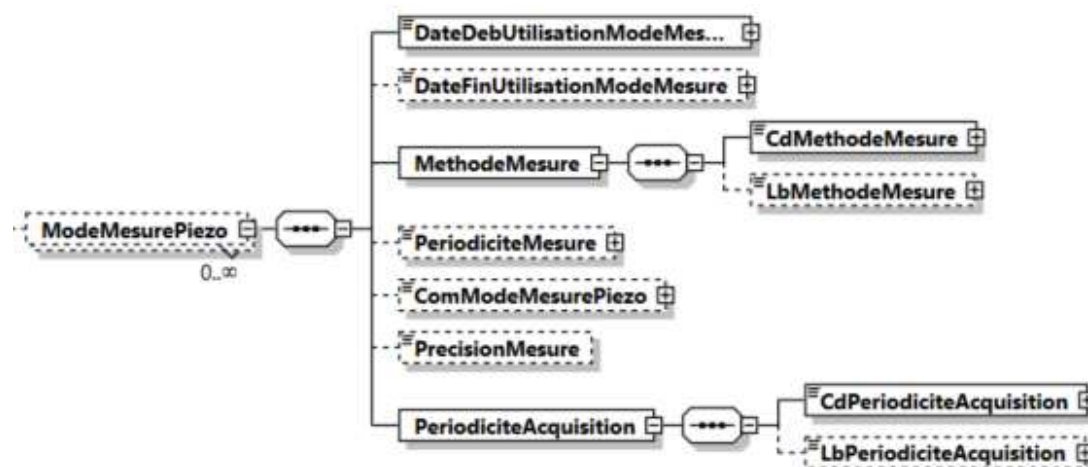 DateDebUtilisationModeMes...
DateFinUtilisationModeMesure
MethodeMesure
CdMethodeMesure
LbMethodeMesure
ModeMesurePiezo
0..∞
PeriodiciteMesure
ComModeMesurePiezo
PrecisionMesure
PeriodiciteAcquisition
CdPeriodiciteAcquisition
LbPeriodiciteAcquisition